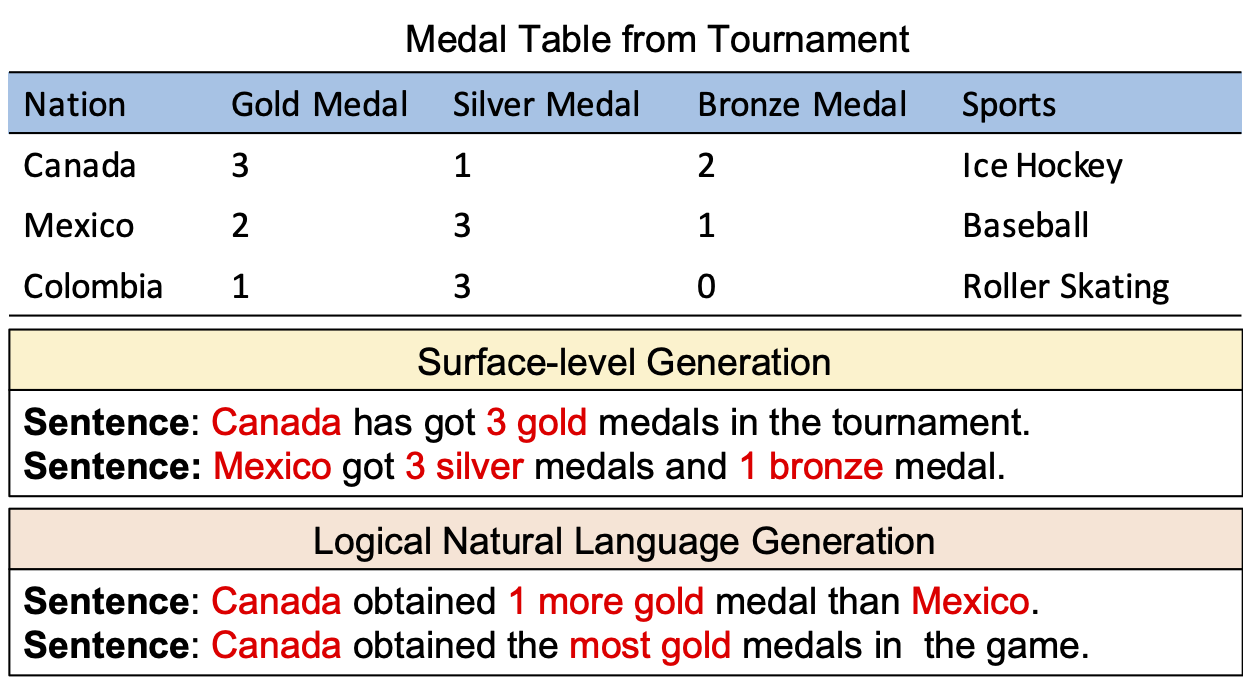 Medal Table from Tournament
Nation Gold Medal Silver Medal Bronze Medal Sports
Canada 3 1 2 Ice Hockey
Mexico 2 3 1 Baseball
Colombia 1 3 0 Roller Skating
Surface-level Generation
Sentence: Canada has got 3 gold medals in the tournament.
Sentence: Mexico got 3 silver medals and 1 bronze medal.
Logical Natural Language Generation
Sentence: Canada obtained 1 more gold medal than Mexico.
Sentence: Canada obtained the most gold medals in the game.